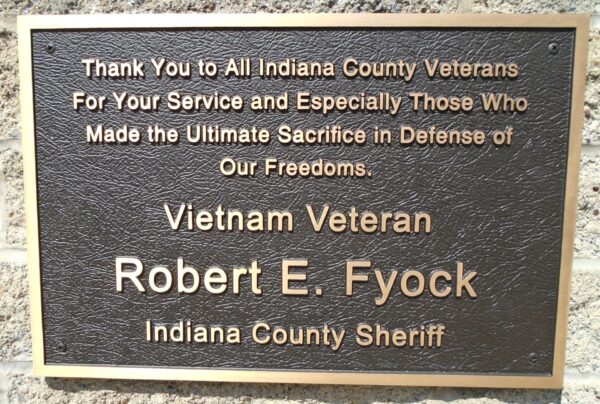 Thank You to All Indiana County Veterans
For Your Service and Especially Those Who
Made the Ultimate Sacrifice in Defense of
Our Freedoms.
Vietnam Veteran
Robert E. Fyock
Indiana County Sheriff